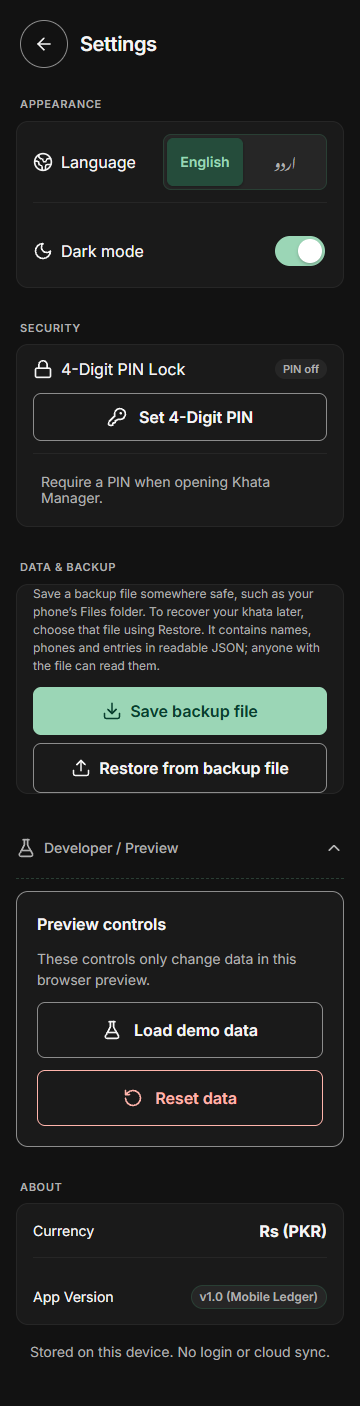 Settings
APPEARANCE
Language
English
اردو
Dark mode
SECURITY
4-Digit PIN Lock
PIN off
Set 4-Digit PIN
Require a PIN when opening Khata
Manager.
DATA & BACKUP
Save a backup file somewhere safe, such as your
phone’s Files folder. To recover your khata later,
choose that file using Restore. It contains names,
phones and entries in readable JSON; anyone with
the file can read them.
Save backup file
Restore from backup file
Developer / Preview
Preview controls
These controls only change data in this
browser preview.
Load demo data
Reset data
ABOUT
Currency
Rs (PKR)
App Version
v1.0 (Mobile Ledger)
Stored on this device. No login or cloud sync.